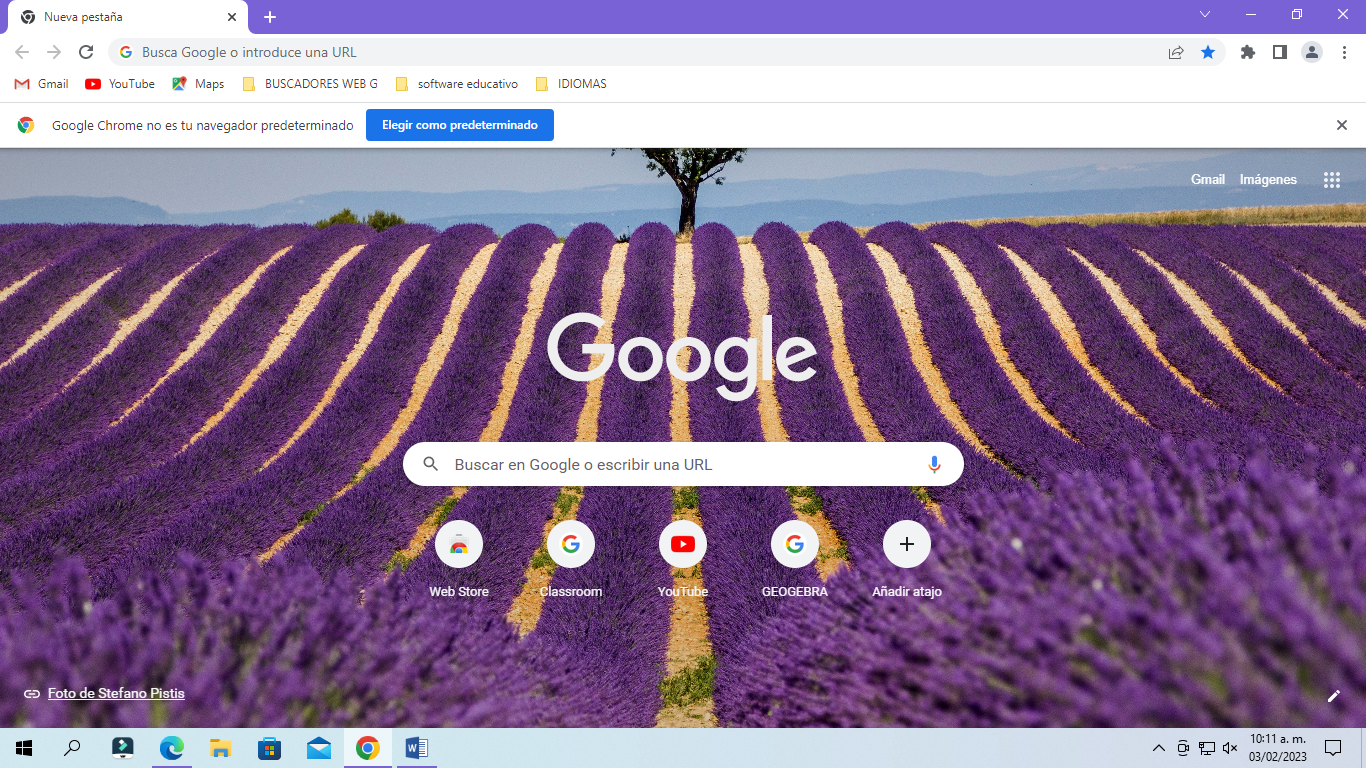 Nueva pestaña
Busca Google o introduce una URL
Gmail YouTube Maps BUSCADORES WEB G software educativo IDIOMAS
Google Chrome no es tu navegador predeterminado Elegir como predeterminado
Gmail Imágenes
Google
Buscar en Google o escribir una URL
Web Store Classroom YouTube GEOGEBRA Añadir atajo
Foto de Stefano Pistis
10:11 a. m.
03/02/2023